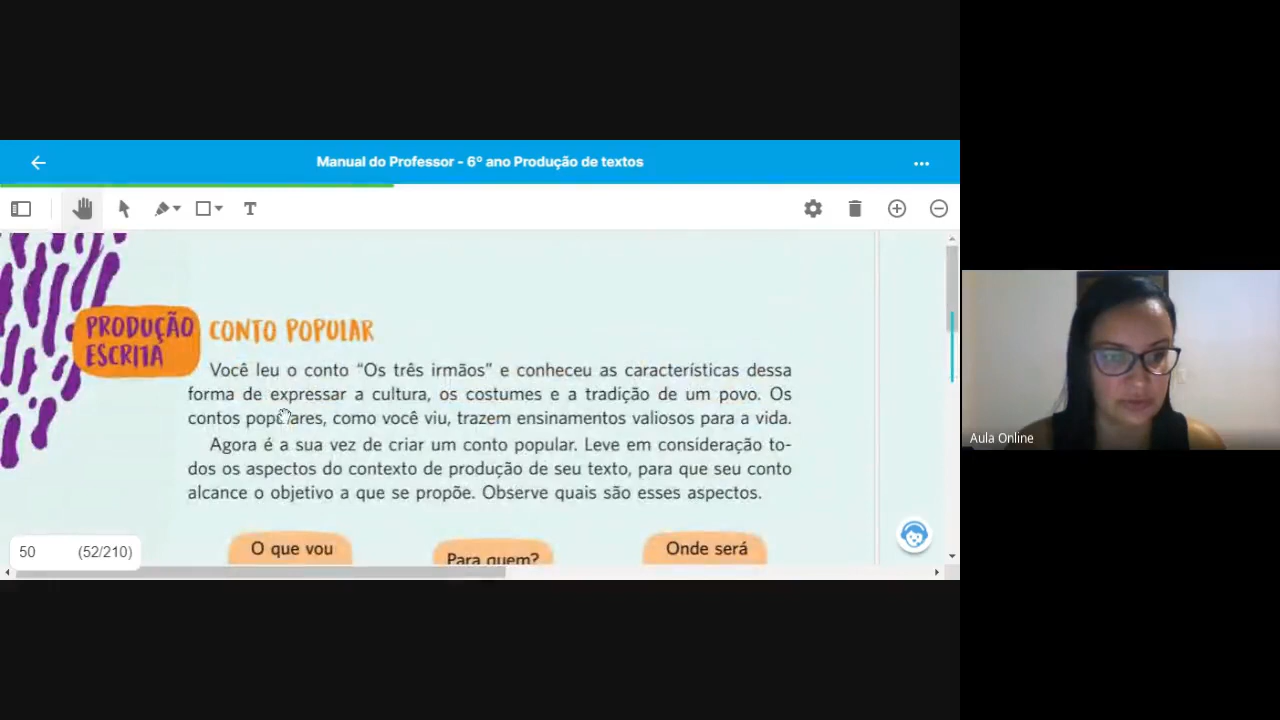 Manual do Professor - 6º ano Produção de textos
T
PRODUÇÃO
ESCRITA
CONTO POPULAR
Você leu o conto “Os três irmãos” e conheceu as características dessa
forma de expressar a cultura, os costumes e a tradição de um povo. Os
contos populares, como você viu, trazem ensinamentos valiosos para a vida.
Agora é a sua vez de criar um conto popular. Leve em consideração to-
dos os aspectos do contexto de produção de seu texto, para que seu conto
alcance o objetivo a que se propõe. Observe quais são esses aspectos.
O que vou
Para quem?
Onde será
50 (52/210)
Aula Online